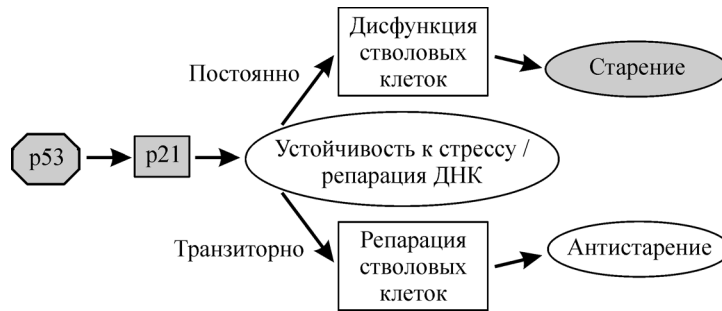 Дисфункция
стволовых
клеток
Старение
Постоянно
p53
p21
Устойчивость к стрессу /
репарация ДНК
Транзиторно
Репарация
стволовых
клеток
Антистарение